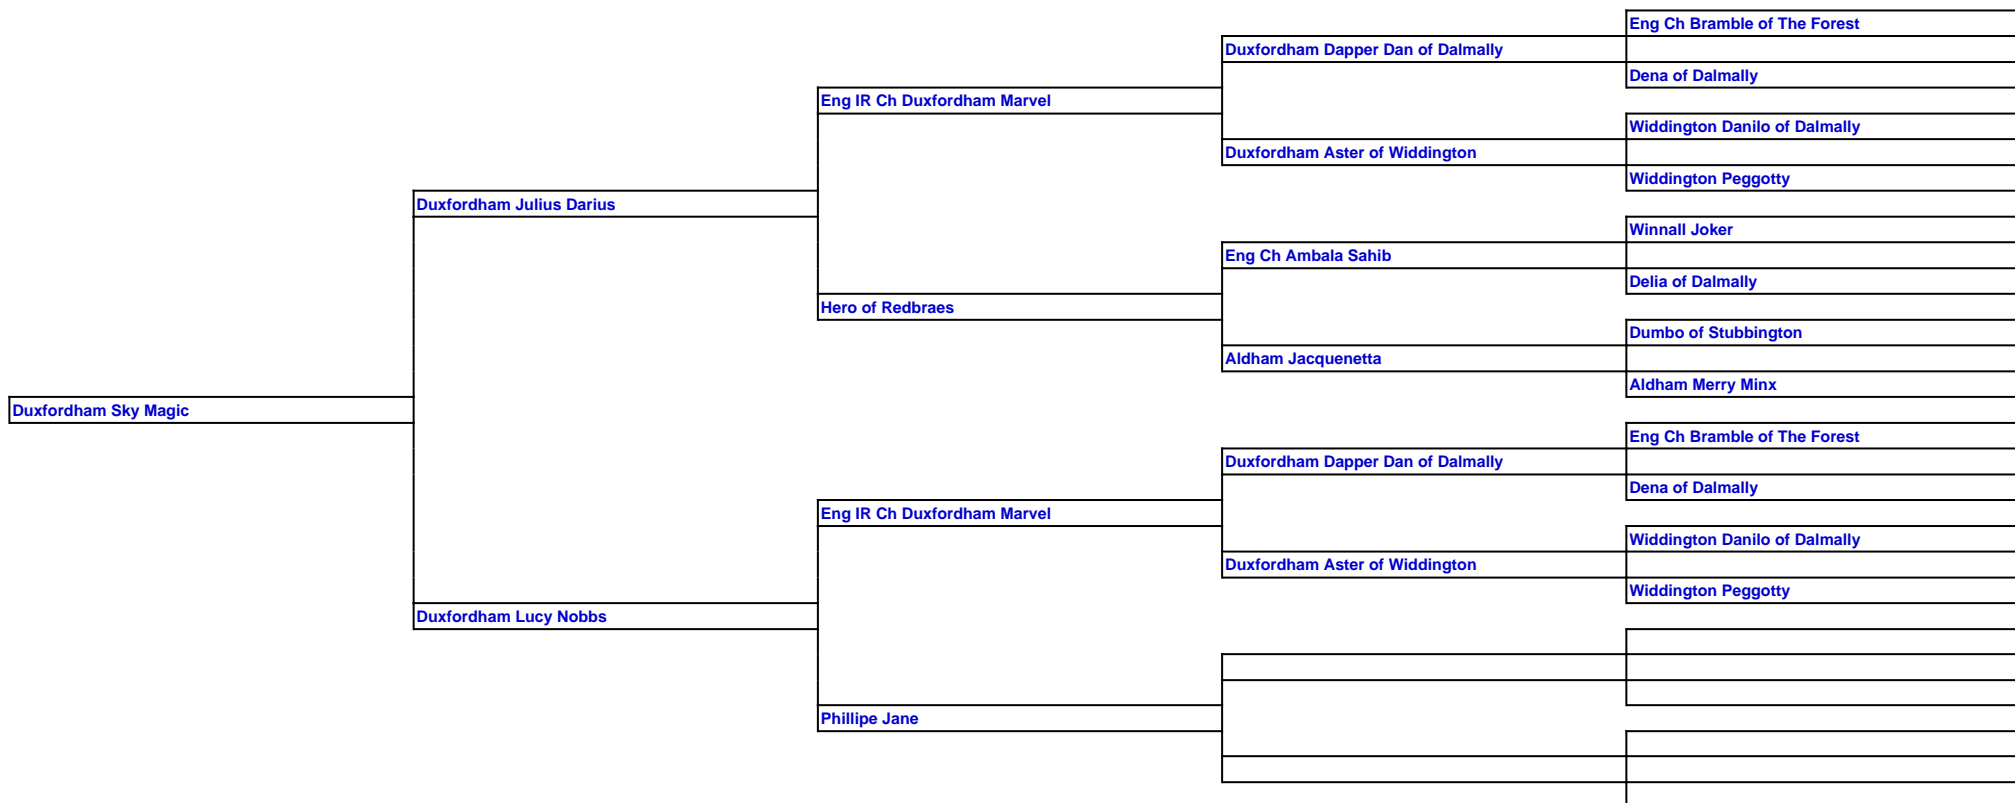 Eng Ch Bramble of The Forest
Duxfordham Dapper Dan of Dalmally
Dena of Dalmally
Eng IR Ch Duxfordham Marvel
Widdington Danilo of Dalmally
Duxfordham Aster of Widdington
Widdington Peggotty
Duxfordham Julius Darius
Winnall Joker
Eng Ch Ambala Sahib
Delia of Dalmally
Hero of Redbraes
Dumbo of Stubbington
Aldham Jacquenetta
Aldham Merry Minx
Duxfordham Sky Magic
Eng Ch Bramble of The Forest
Duxfordham Dapper Dan of Dalmally
Dena of Dalmally
Eng IR Ch Duxfordham Marvel
Widdington Danilo of Dalmally
Duxfordham Aster of Widdington
Widdington Peggotty
Duxfordham Lucy Nobbs
Phillipe Jane